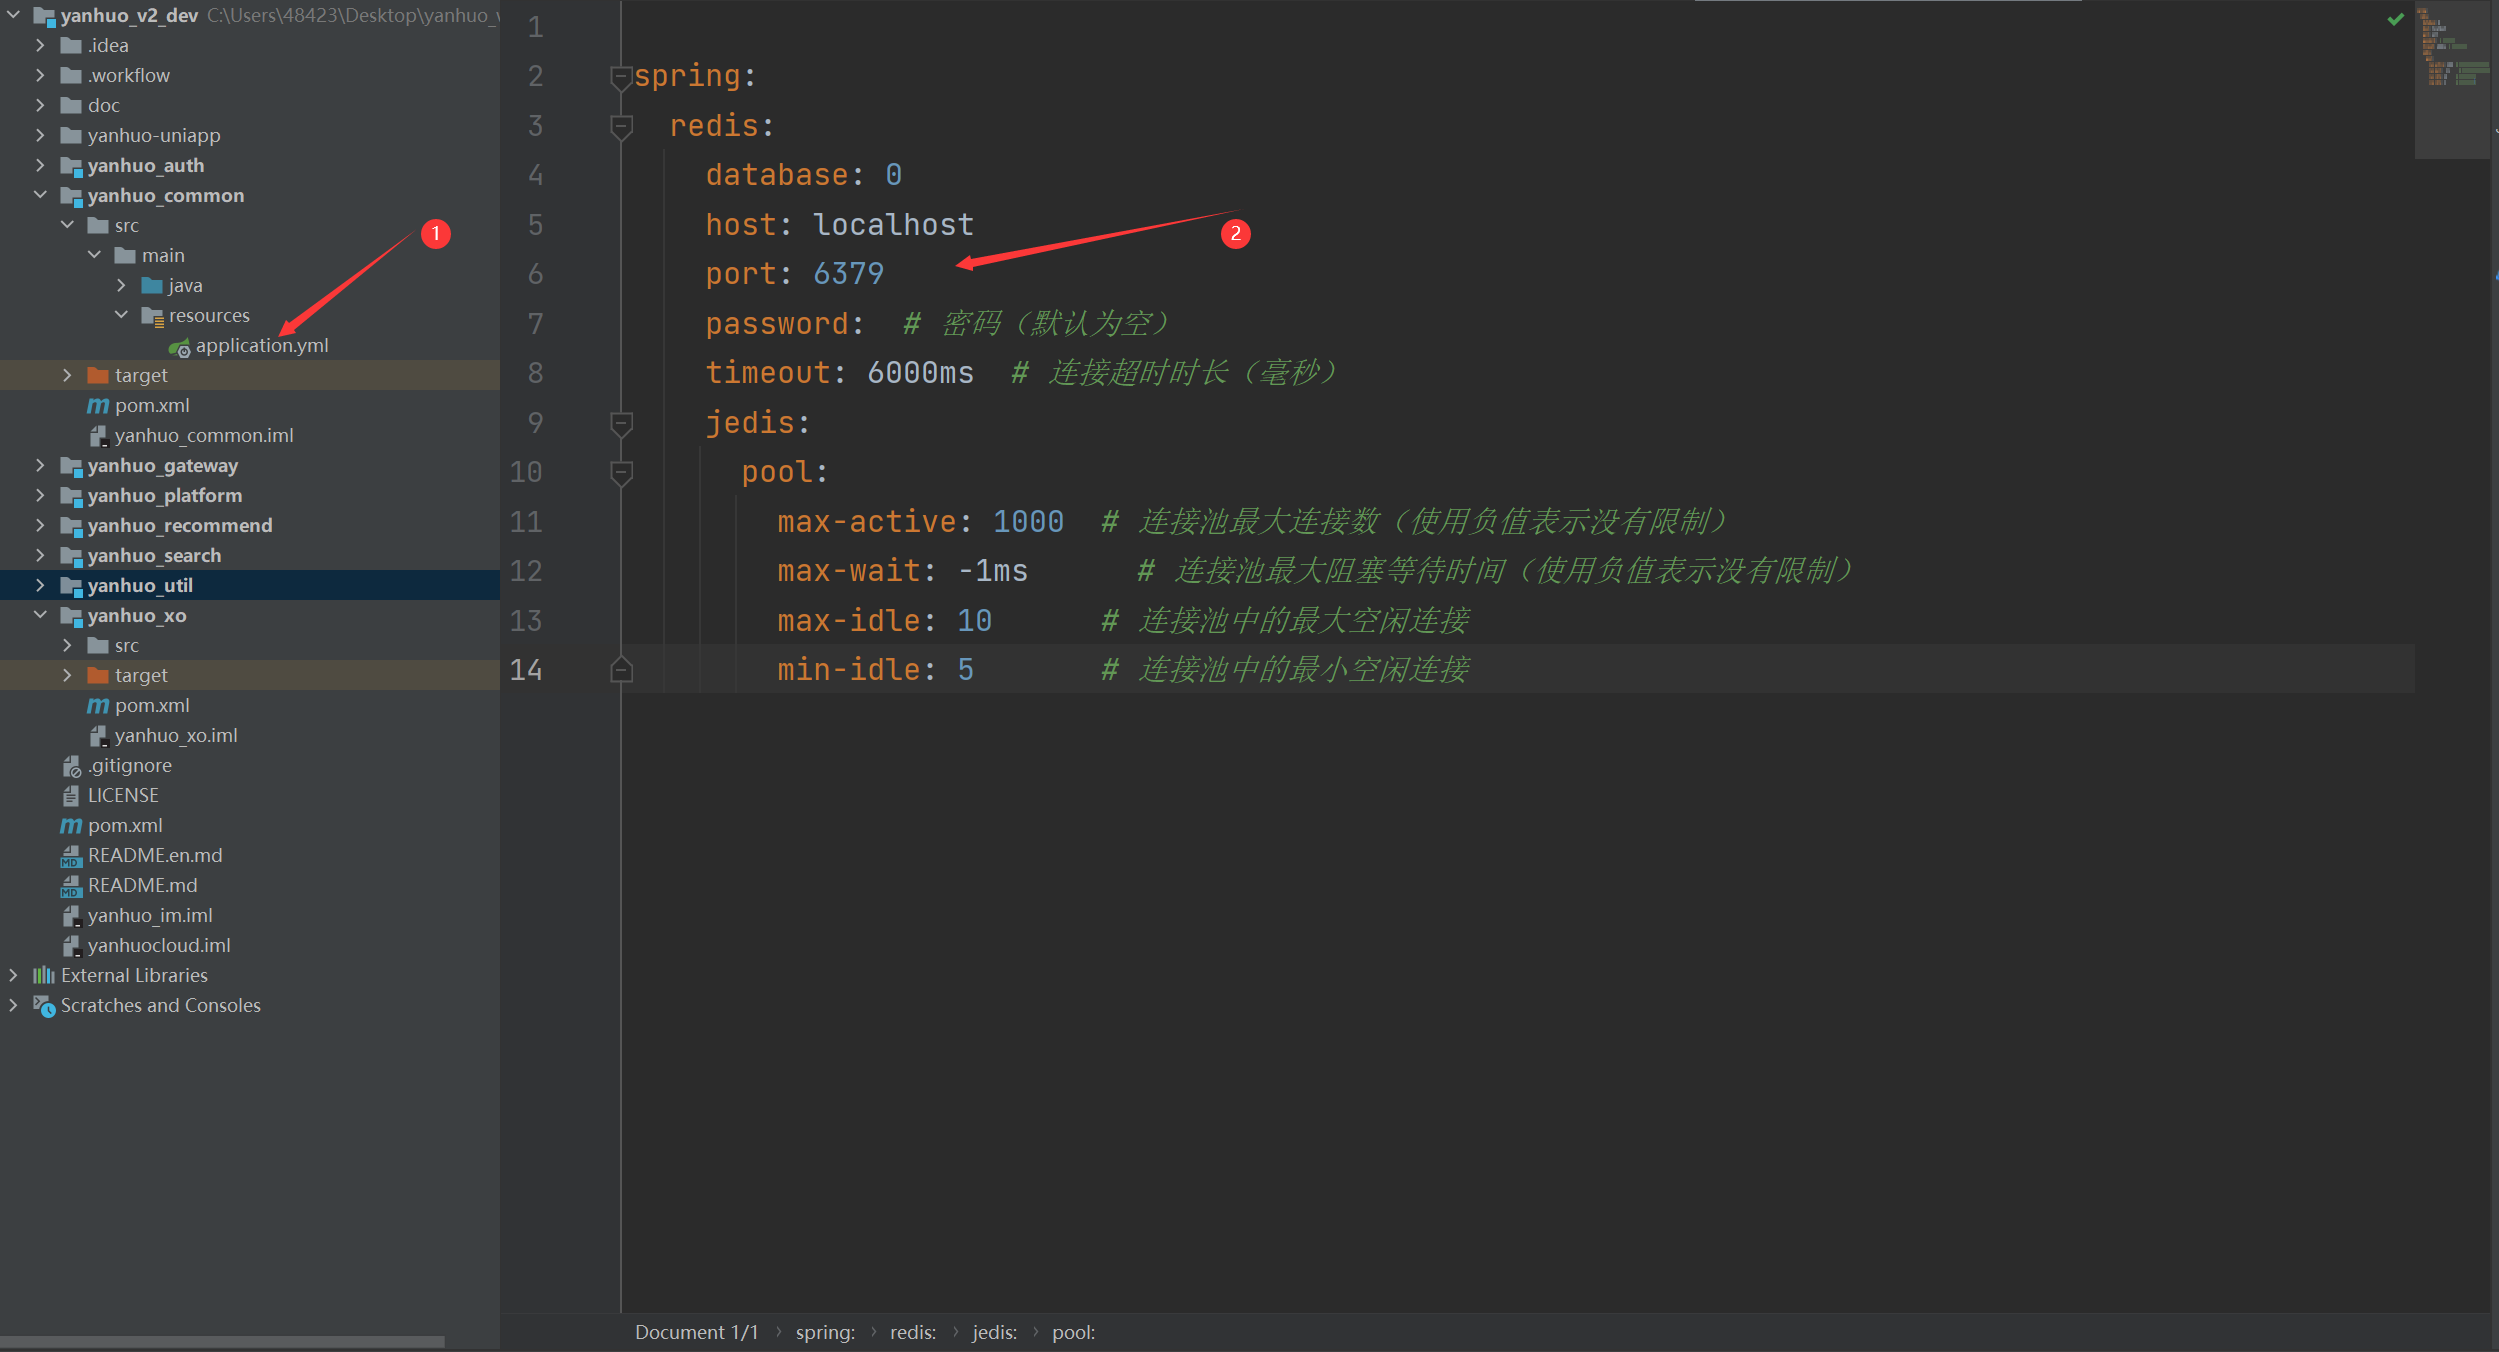 yanhuo_v2_dev C:\Users\48423\Desktop\yanhuo_
.idea
.workflow
doc
yanhuo-uniapp
yanhuo_auth
yanhuo_common
src
main
java
resources
application.yml
target
pom.xml
yanhuo_common.iml
yanhuo_gateway
yanhuo_platform
yanhuo_recommend
yanhuo_search
yanhuo_util
yanhuo_xo
src
target
pom.xml
yanhuo_xo.iml
.gitignore
LICENSE
pom.xml
README.en.md
README.md
yanhuo_im.iml
yanhuocloud.iml
External Libraries
Scratches and Consoles
1
2
1
2 spring:
3 redis:
4 database: 0
5 host: localhost
6 port: 6379
7 password: # 密码（默认为空）
8 timeout: 6000ms # 连接超时时长（毫秒）
9 jedis:
10 pool:
11 max-active: 1000 # 连接池最大连接数（使用负值表示没有限制）
12 max-wait: -1ms # 连接池最大阻塞等待时间（使用负值表示没有限制）
13 max-idle: 10 # 连接池中的最大空闲连接
14 min-idle: 5 # 连接池中的最小空闲连接
Document 1/1 › spring: › redis: › jedis: › pool: